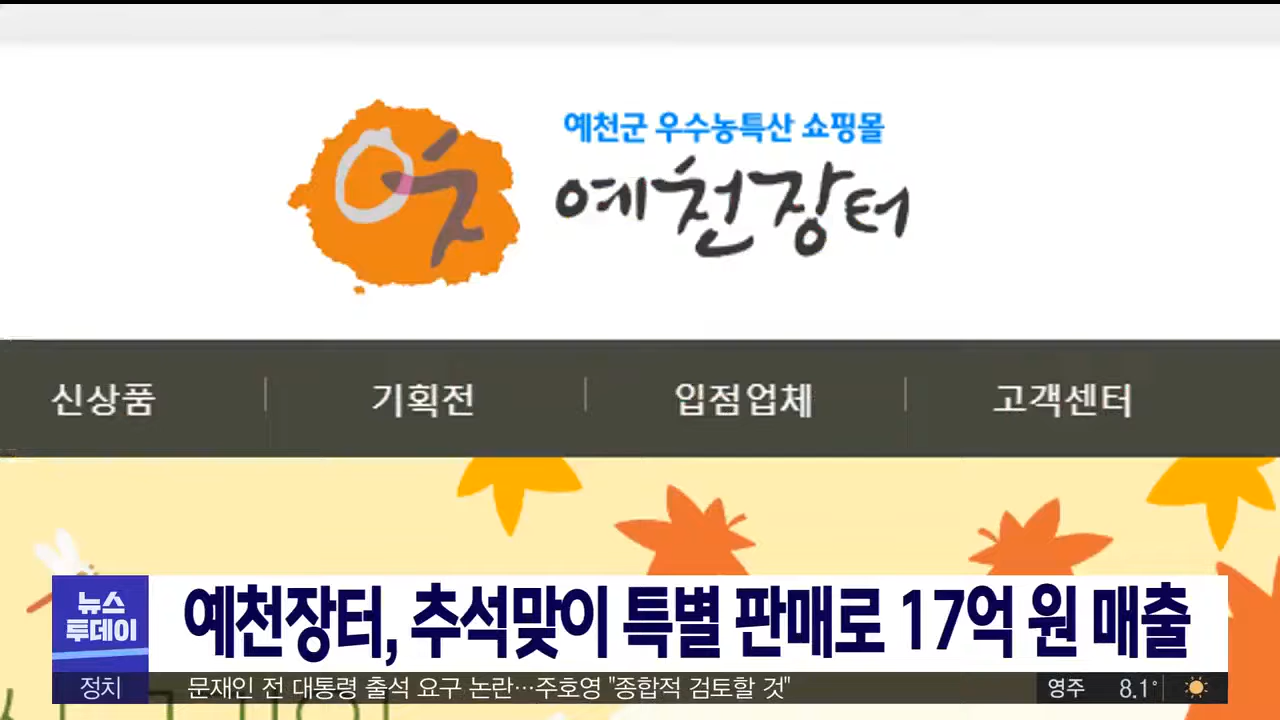 예천군 우수농특산 쇼핑몰
예천장터
신상품 기획전 입점업체 고객센터
뉴스 투데이
예천장터, 추석맞이 특별 판매로 17억 원 매출
정치 문재인 전 대통령 출석 요구 논란…주호영 "종합적 검토할 것" 영주 8.1°